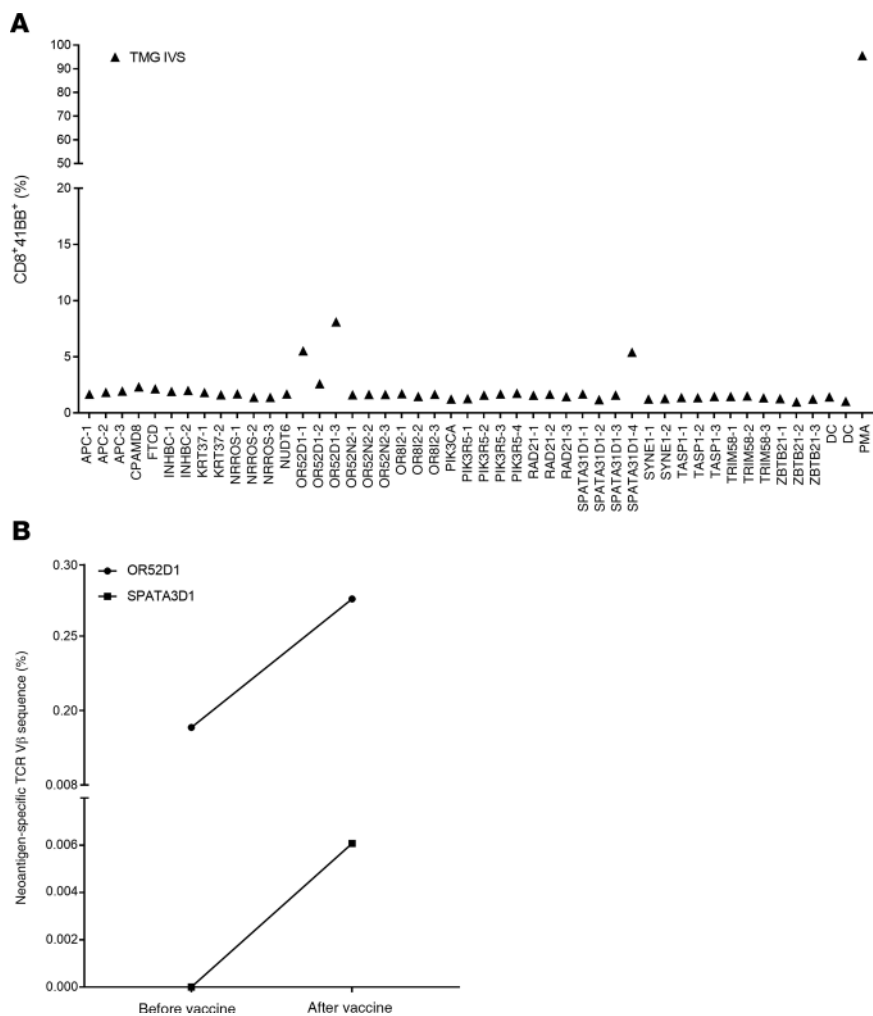 A
TMG IVS
CD8+41BB+ (%)
100
90
80
70
60
50
20
15
10
5
0
APC-1
APC-2
APC-3
CPAMD8
FTCD
INHBC-1
INHBC-2
KRT37-1
KRT37-2
NRROS-1
NRROS-2
NRROS-3
NUDT6
OR52D1-1
OR52D1-2
OR52D1-3
OR52N2-1
OR52N2-2
OR52N2-3
OR8I2-1
OR8I2-2
OR8I2-3
PIK3CA
PIK3R5-1
PIK3R5-2
PIK3R5-3
PIK3R5-4
RAD21-1
RAD21-2
RAD21-3
SPATA31D1-1
SPATA31D1-2
SPATA31D1-3
SPATA31D1-4
SYNE1-1
SYNE1-2
TASP1-1
TASP1-2
TASP1-3
TRIM58-1
TRIM58-2
TRIM58-3
ZBTB21-1
ZBTB21-2
ZBTB21-3
DC
DC
PMA
B
OR52D1
SPATA3D1
Neoantigen-specific TCR Vβ sequence (%)
0.30
0.25
0.20
0.008
0.006
0.004
0.002
0.000
Before vaccine
After vaccine